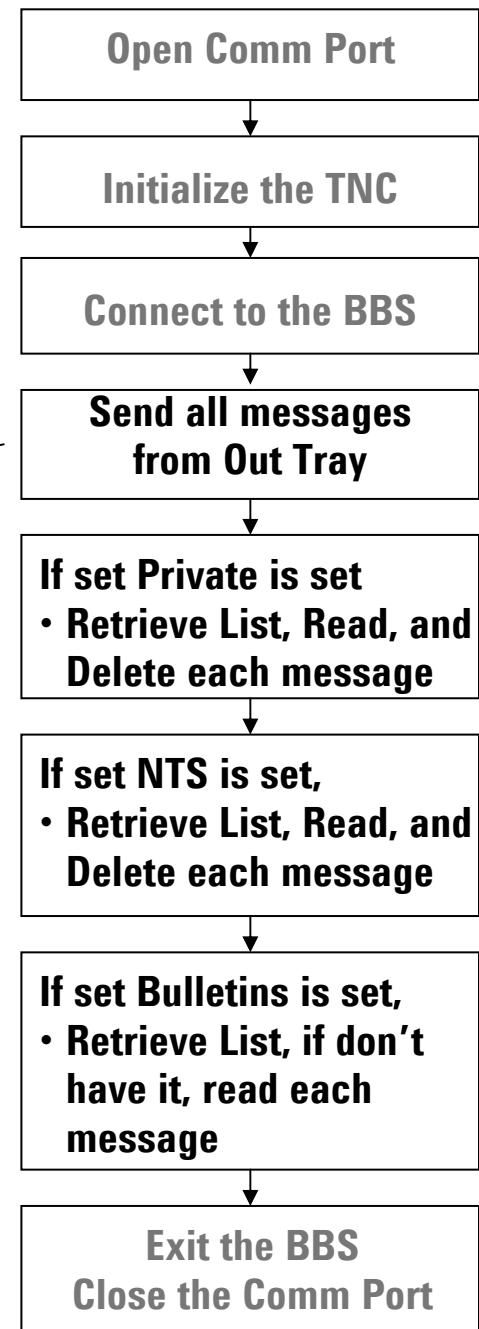 Open Comm Port
Initialize the TNC
Connect to the BBS
Send all messages
from Out Tray
If set Private is set
• Retrieve List, Read, and
Delete each message
If set NTS is set,
• Retrieve List, Read, and
Delete each message
If set Bulletins is set,
• Retrieve List, if don’t
have it, read each
message
Exit the BBS
Close the Comm Port